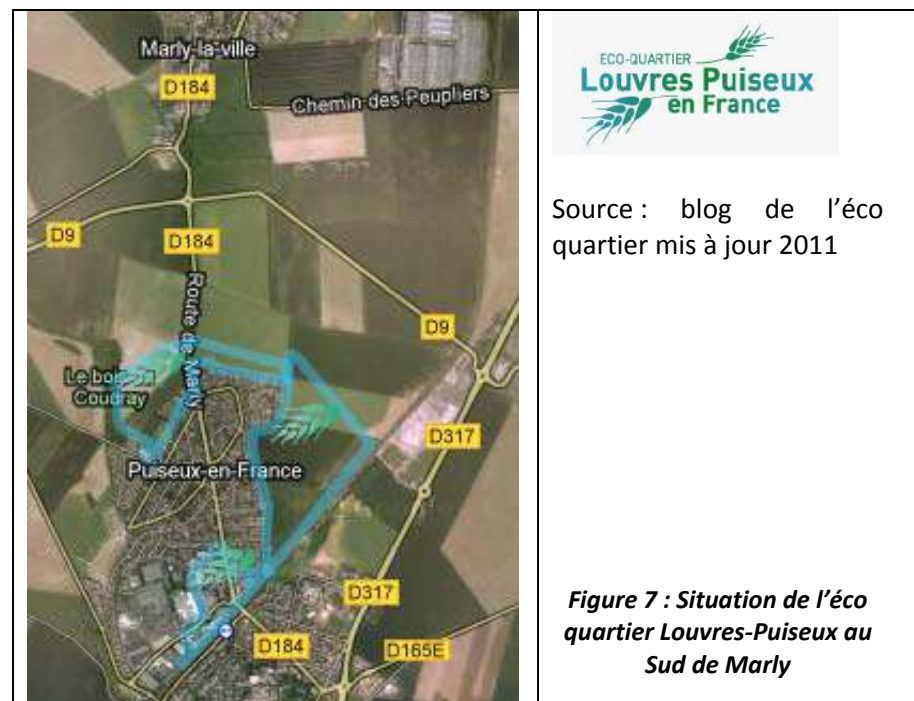 Marly-la-ville
D184
Chemin des Peupliers
D9
D184
Route de Marly
D9
Le bois du Coudray
D317
Puiseux-en-France
D317
D184
D165E
ECO-QUARTIER
Louvres Puiseux
en France
Source : blog de l’éco
quartier mis à jour 2011
Figure 7 : Situation de l’éco
quartier Louvres-Puiseux au
Sud de Marly